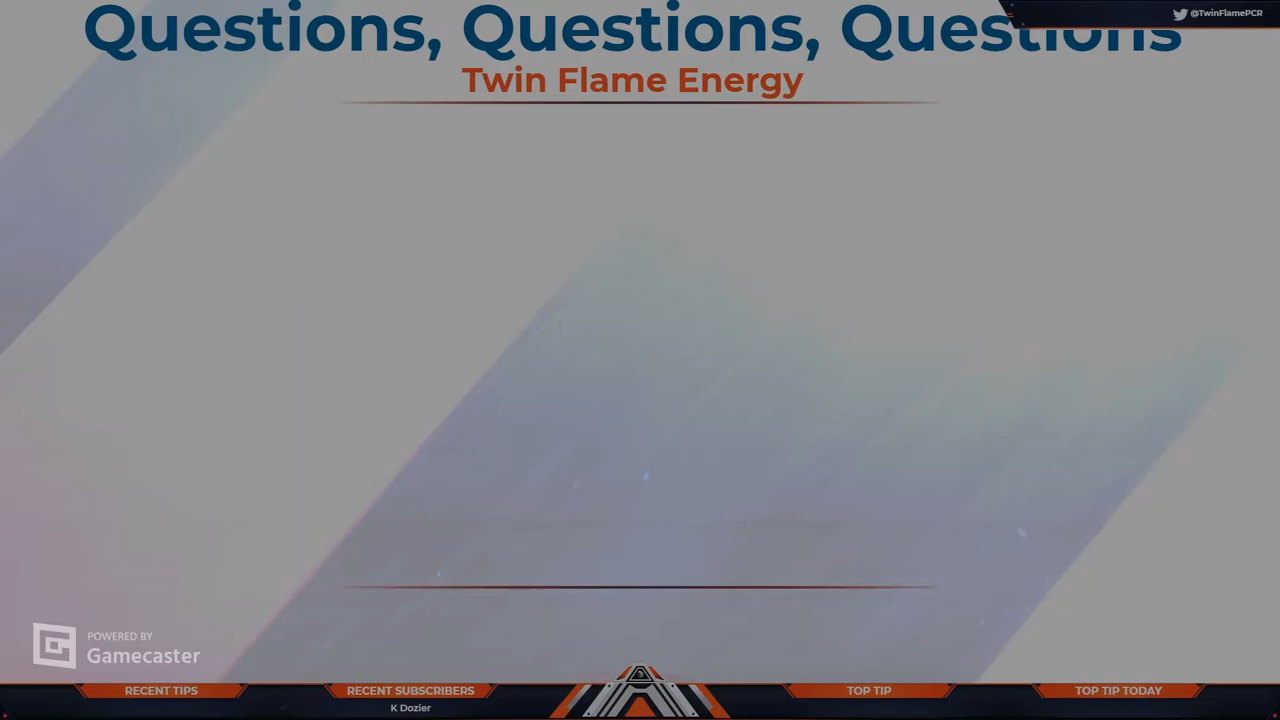 Questions, Questions, Questions
@TwinFlamePCR
Twin Flame Energy
POWERED BY
Gamecaster
RECENT TIPS
RECENT SUBSCRIBERS
K Dozier
TOP TIP
TOP TIP TODAY